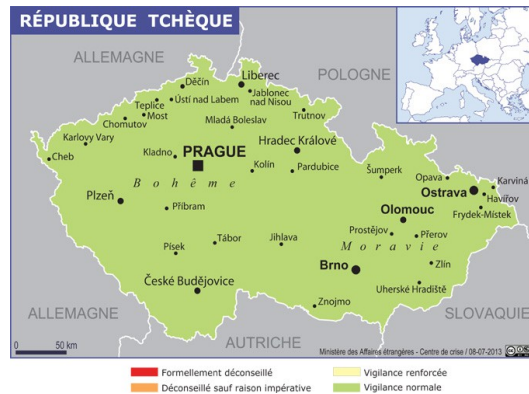 RÉPUBLIQUE TCHÈQUE
ALLEMAGNE
POLOGNE
Děčín
Liberec
Teplice
Ústí nad Labem
Jablonec
nad Nisou
Most
Chomutov
Mladá Boleslav
Trutnov
Karlovy Vary
Cheb
Kladno
PRAGUE
Hradec Králové
Kolín
Pardubice
Bohême
Šumperk
Opava
Karviná
Ostrava
Havířov
Frydek-Místek
Plzeň
Příbram
Olomouc
Prostějov
Přerov
Písek
Tábor
Jihlava
Moravie
Zlín
Brno
České Budějovice
Uherské Hradiště
Znojmo
ALLEMAGNE
SLOVAQUIE
AUTRICHE
0 50 km
Ministère des Affaires étrangères - Centre de crise / 08-07-2013
Formellement déconseillé
Vigilance renforcée
Déconseillé sauf raison impérative
Vigilance normale